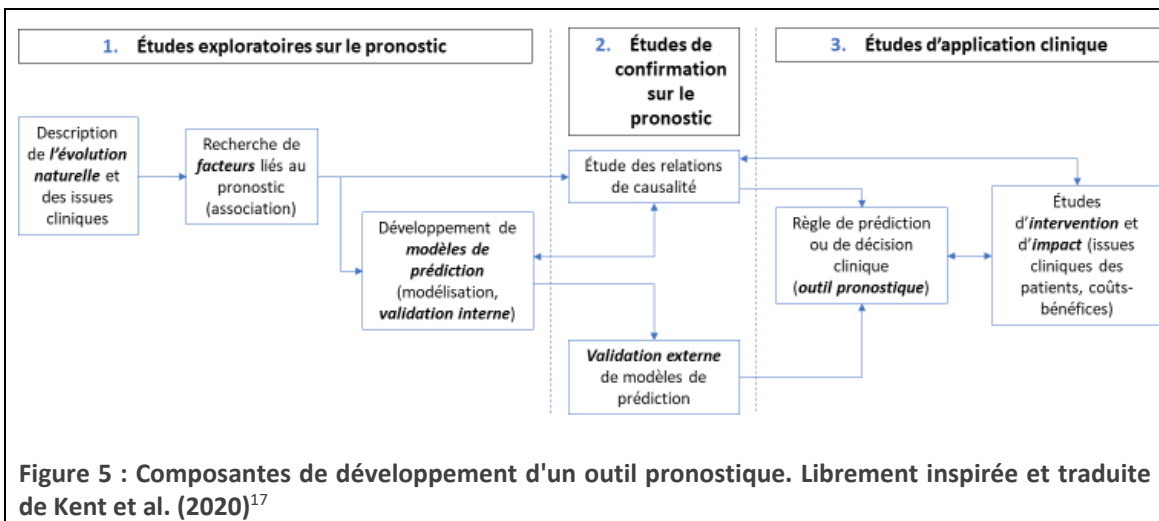 1. Études exploratoires sur le pronostic
2. Études de
confirmation
sur le
pronostic
3. Études d'application clinique
Description
de l'évolution
naturelle et
des issues
cliniques
Recherche de
facteurs liés au
pronostic
(association)
Développement de
modèles de
prédiction
(modélisation,
validation interne)
Étude des relations
de causalité
Validation externe
de modèles de
prédiction
Règle de prédiction
ou de décision
clinique
(outil pronostique)
Études
d'intervention et
d'impact (issues
cliniques des
patients, coûts-
bénéfices)
Figure 5 : Composantes de développement d'un outil pronostique. Librement inspirée et traduite
de Kent et al. (2020)17